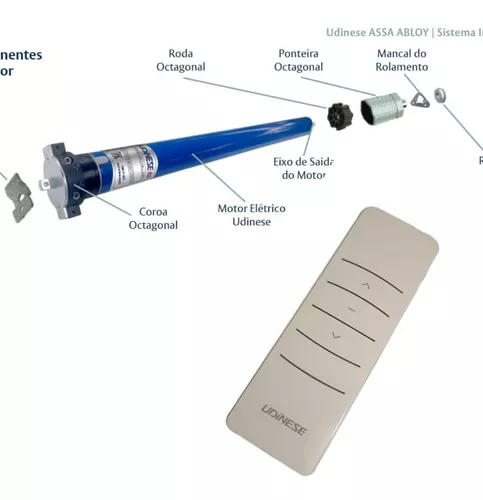 Udinese ASSA ABLOY | Sistema I
nentes
or
Roda
Octagonal
Ponteira
Octagonal
Mancal do
Rolamento
UDINESE
Eixo de Saída
do Motor
R
Coroa
Octagonal
Motor Elétrico
Udinese
UDINESE